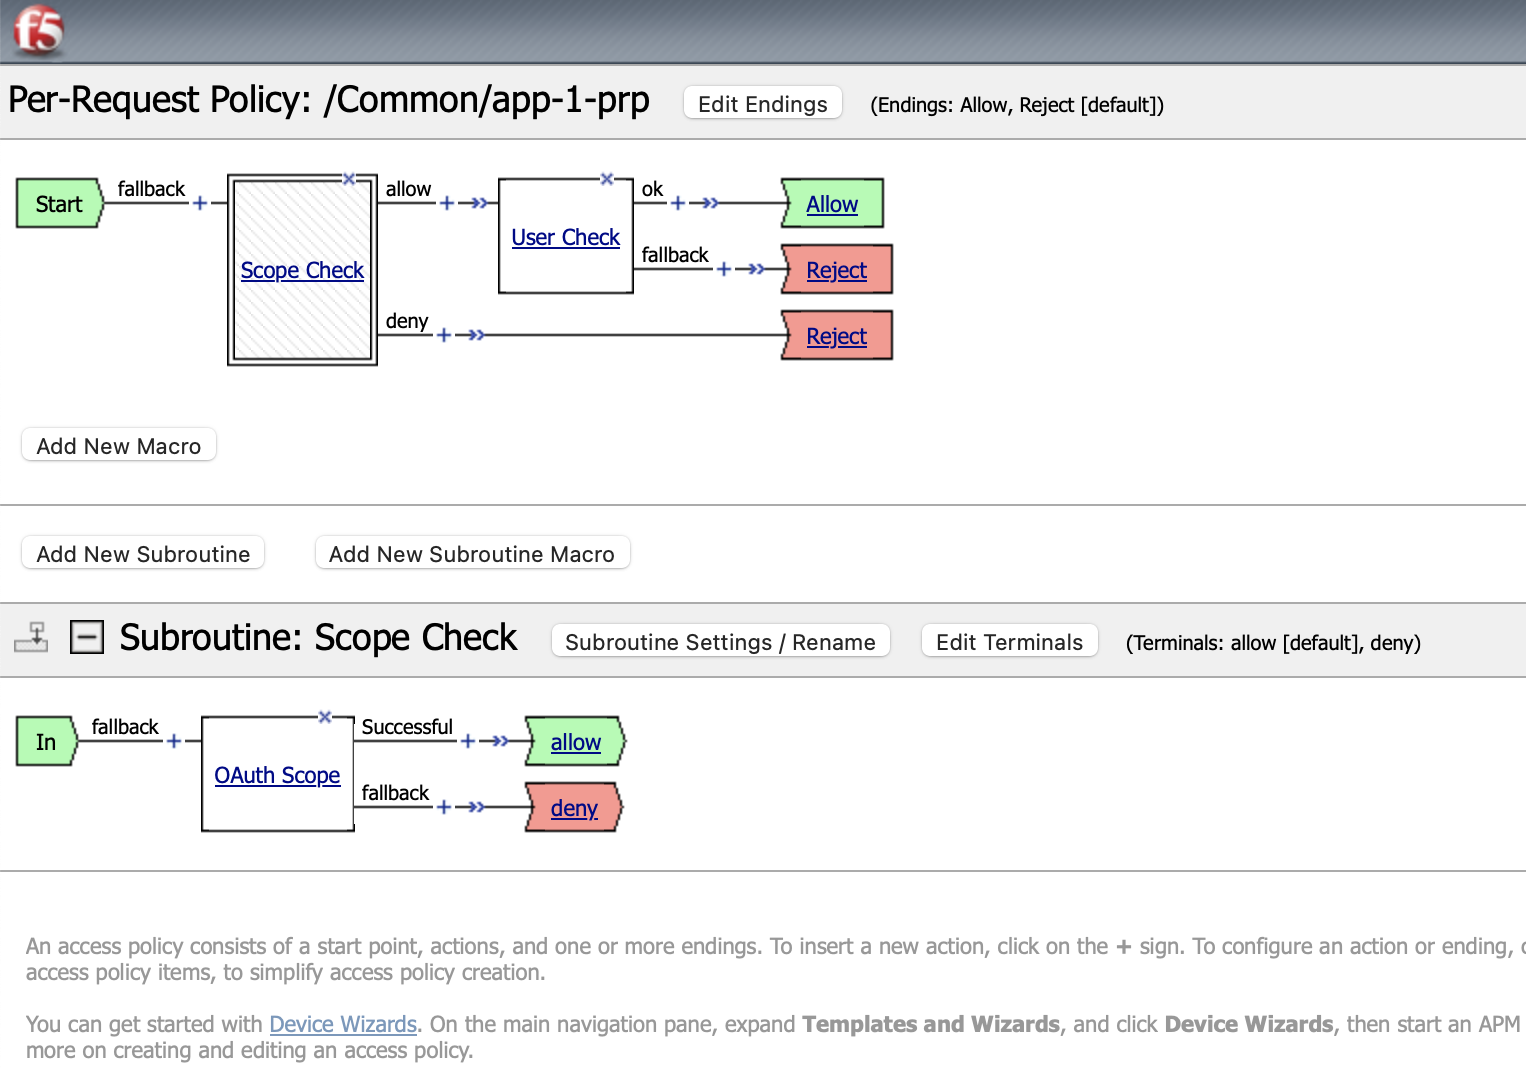 f5
Per-Request Policy: /Common/app-1-prp Edit Endings (Endings: Allow, Reject [default])
Start fallback Scope Check allow User Check ok Allow
fallback Reject
deny Reject
Add New Macro
Add New Subroutine Add New Subroutine Macro
Subroutine: Scope Check Subroutine Settings / Rename Edit Terminals (Terminals: allow [default], deny)
In fallback OAuth Scope Successful allow
fallback deny
An access policy consists of a start point, actions, and one or more endings. To insert a new action, click on the + sign. To configure an action or ending,
access policy items, to simplify access policy creation.
You can get started with Device Wizards. On the main navigation pane, expand Templates and Wizards, and click Device Wizards, then start an APM
more on creating and editing an access policy.